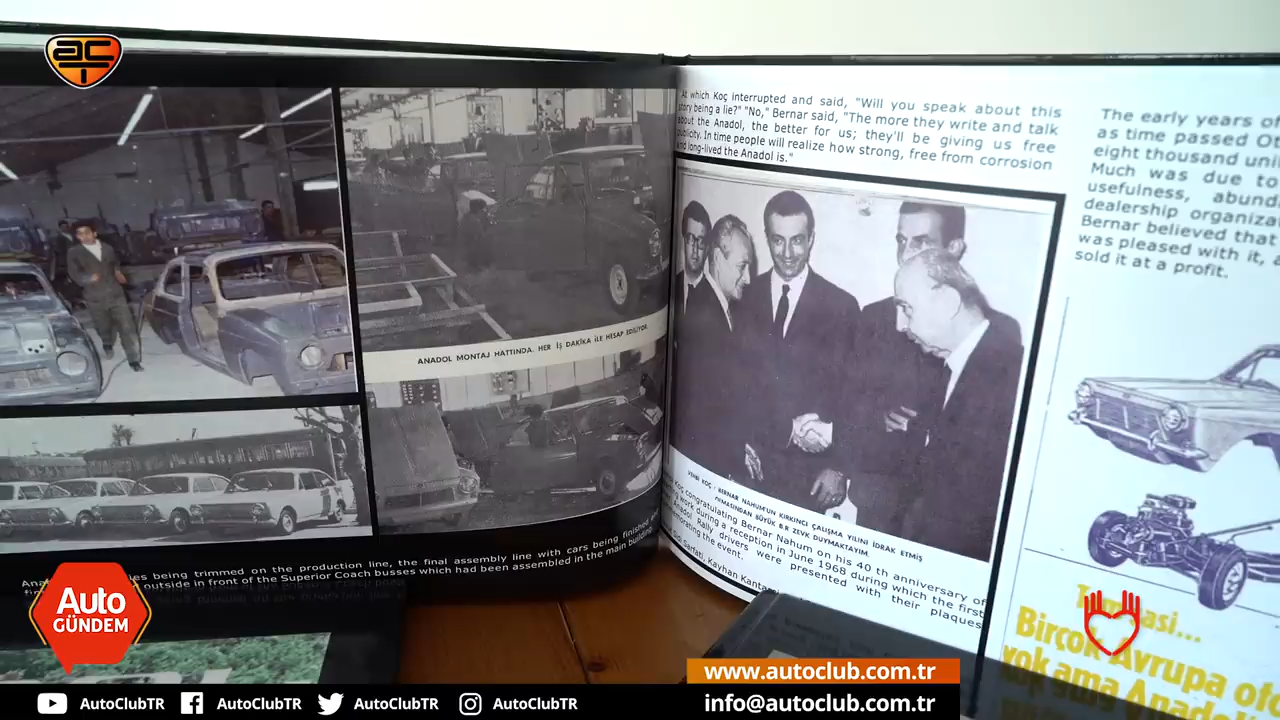 ANADOL MONTAJ HATTINDA. HER İŞ DAKİKA İLE HESAP EDİLİYOR.
being trimmed on the production line, the final assembly line with cars being finished
outside in front of the Superior Coach busses which had been assembled in the main building.
At which Koç interrupted and said, "Will you speak about this
story being a lie?" "No," Bernar said, "The more they write and talk
about the Anadol, the better for us; they'll be giving us free
publicity. In time people will realize how strong, free from corrosion
and long-lived the Anadol is."
VEHBİ KOÇ : BERNAR NAHUM'UN KIRKINCI ÇALIŞMA YILINI İDRAK ETMİŞ
OLMASINDAN BÜYÜK BİR ZEVK DUYMAKTAYIM.
Koç congratulating Bernar Nahum on his 40 th anniversary of
work during a reception in June 1968 during which the first
Anadol Rally drivers were presented with their plaques
the event.
Sarfati, Kayhan
The early years of
as time passed
eight thousand
Much was due to
usefulness,
dealership
Bernar believed that
was pleased with it,
sold it at a profit.
Birçok Avrupa
yok ama
Auto
GÜNDEM
www.autoclub.com.tr
AutoClubTR
AutoClubTR
AutoClubTR
AutoClubTR
info@autoclub.com.tr